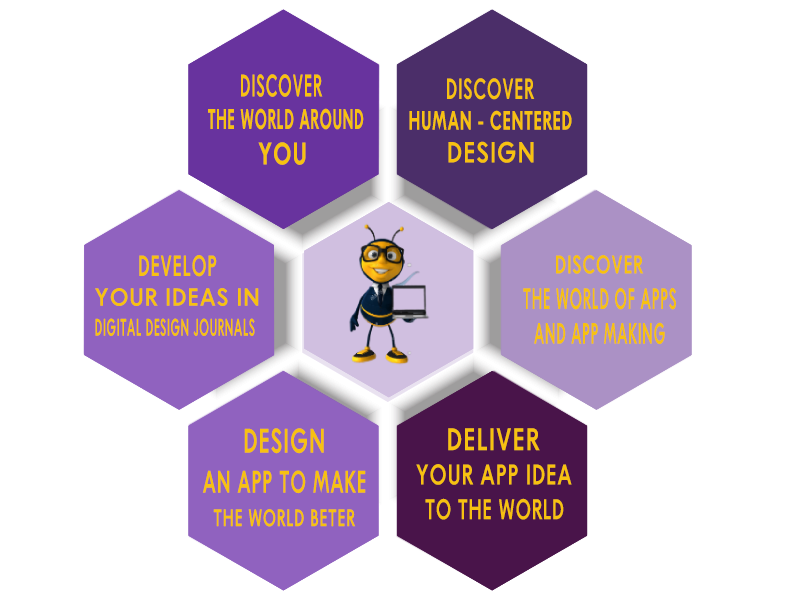 DISCOVER
THE WORLD AROUND
YOU
DISCOVER
HUMAN - CENTERED
DESIGN
DEVELOP
YOUR IDEAS IN
DIGITAL DESIGN JOURNALS
DISCOVER
THE WORLD OF APPS
AND APP MAKING
DESIGN
AN APP TO MAKE
THE WORLD BETER
DELIVER
YOUR APP IDEA
TO THE WORLD